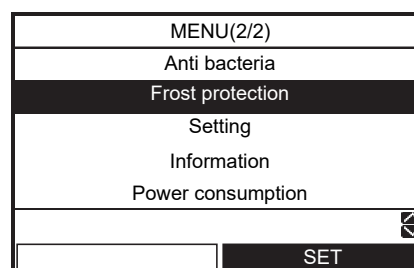 MENU(2/2)
Anti bacteria
Frost protection
Setting
Information
Power consumption
SET